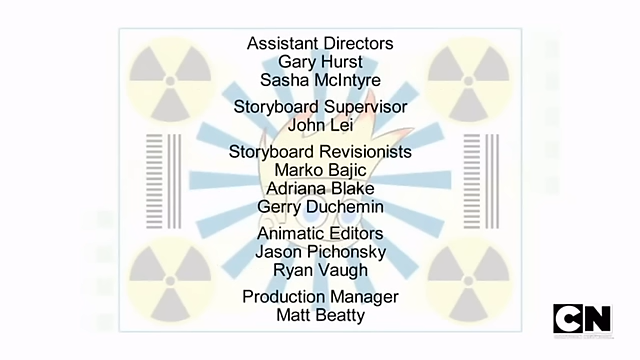 Assistant Directors
Gary Hurst
Sasha McIntyre
Storyboard Supervisor
John Lei
Storyboard Revisionists
Marko Bajic
Adriana Blake
Gerry Duchemin
Animatic Editors
Jason Pichonsky
Ryan Vaugh
Production Manager
Matt Beatty
CN